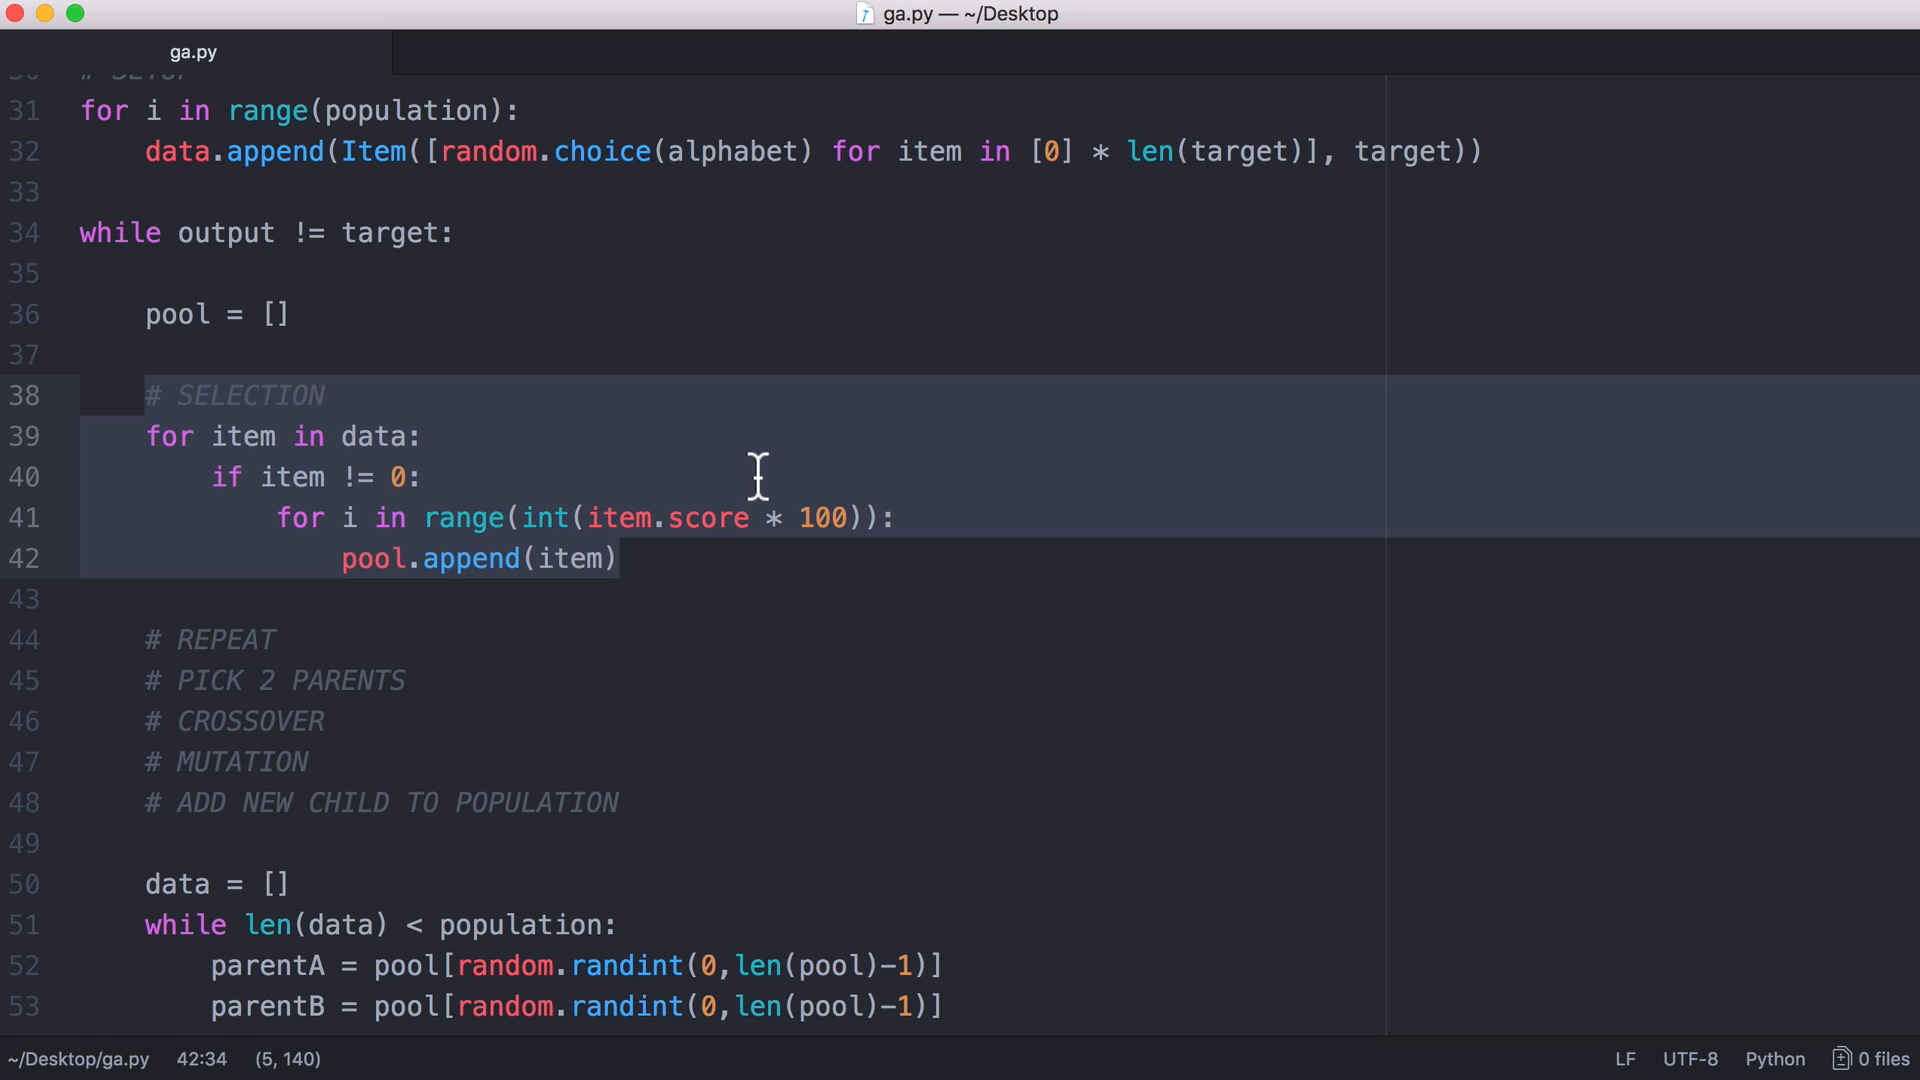 ga.py — ~/Desktop
ga.py
31 for i in range(population):
32     data.append(Item([random.choice(alphabet) for item in [0] * len(target)], target))
33
34 while output != target:
35
36     pool = []
37
38     # SELECTION
39     for item in data:
40         if item != 0:
41             for i in range(int(item.score * 100)):
42                 pool.append(item)
43
44     # REPEAT
45     # PICK 2 PARENTS
46     # CROSSOVER
47     # MUTATION
48     # ADD NEW CHILD TO POPULATION
49
50     data = []
51     while len(data) < population:
52         parentA = pool[random.randint(0,len(pool)-1)]
53         parentB = pool[random.randint(0,len(pool)-1)]
~/Desktop/ga.py 42:34 (5, 140) LF UTF-8 Python 0 files